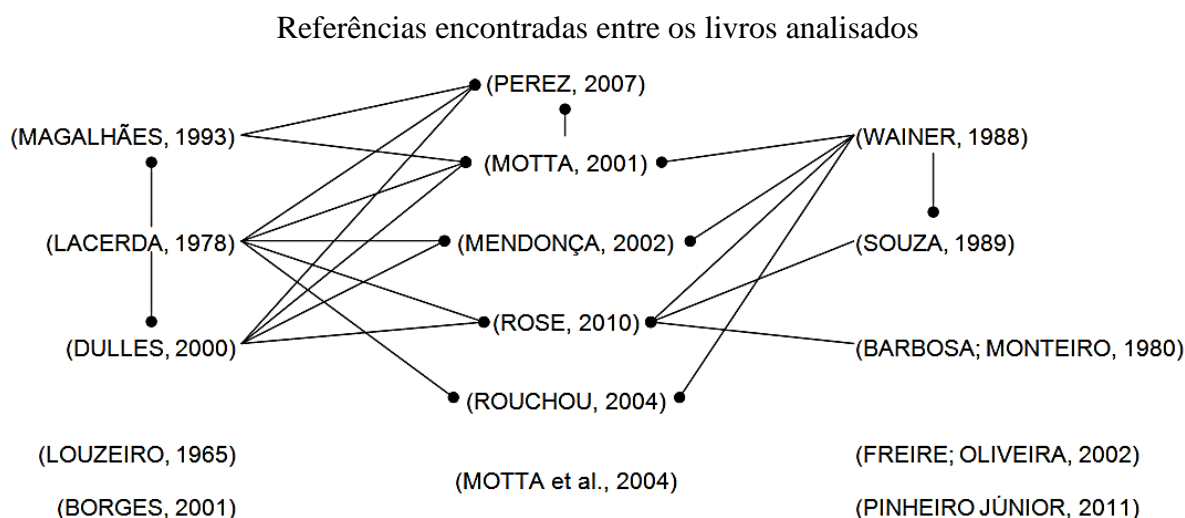 Referências encontradas entre os livros analisados
(PEREZ, 2007)
(MAGALHÃES, 1993)
(WAINER, 1988)
(MOTTA, 2001)
(LACERDA, 1978)
(MENDONÇA, 2002)
(SOUZA, 1989)
(ROSE, 2010)
(DULLES, 2000)
(BARBOSA; MONTEIRO, 1980)
(ROUCHOU, 2004)
(LOUZEIRO, 1965)
(FREIRE; OLIVEIRA, 2002)
(MOTTA et al., 2004)
(BORGES, 2001)
(PINHEIRO JÚNIOR, 2011)